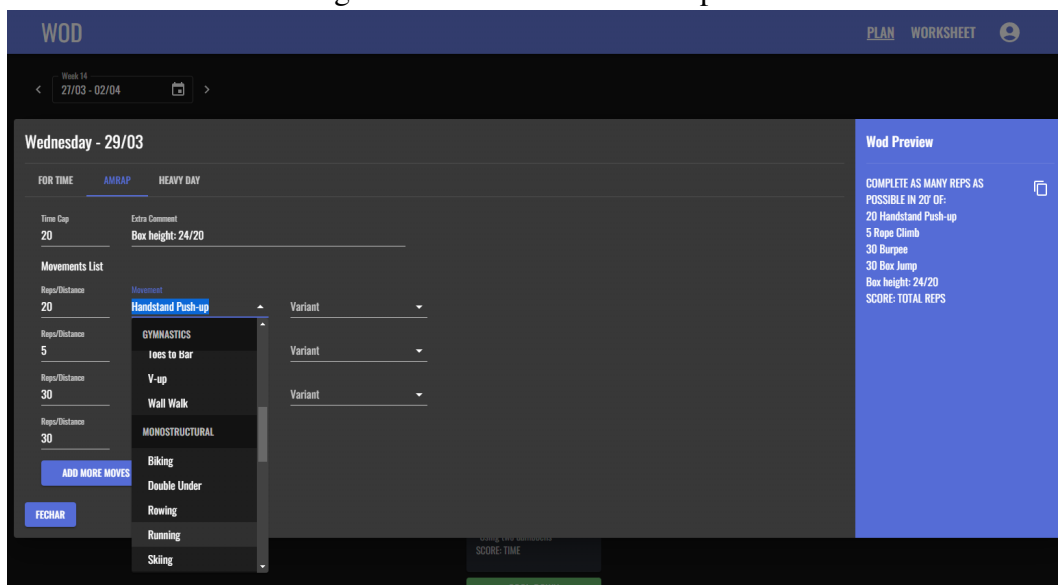 WOD
PLAN WORKSHEET
Week 14
27/03 - 02/04
Wednesday - 29/03
FOR TIME AMRAP HEAVY DAY
Time Cap Extra Comment
20 Box height: 24/20
Movements List
Reps/Distance Movement
20 Handstand Push-up Variant
Reps/Distance
5 Variant
Reps/Distance
30 Variant
Reps/Distance
30
ADD MORE MOVES
FECHAR
GYMNASTICS
Toes to Bar
V-up
Wall Walk
MONOSTRUCTURAL
Biking
Double Under
Rowing
Running
Skiing
SCORE: TIME
Wod Preview
COMPLETE AS MANY REPS AS
POSSIBLE IN 20' OF:
20 Handstand Push-up
5 Rope Climb
30 Burpee
30 Box Jump
Box height: 24/20
SCORE: TOTAL REPS